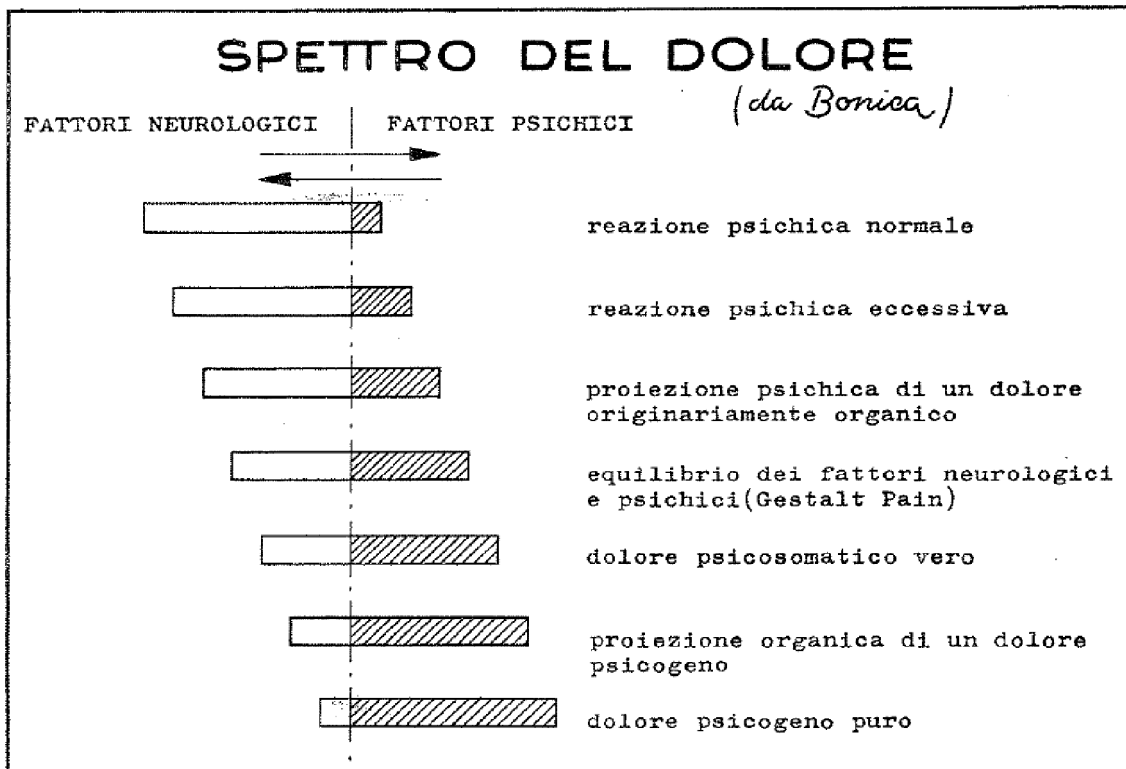 SPETTRO DEL DOLORE
(da Bonica)
FATTORI NEUROLOGICI FATTORI PSICHICI
reazione psichica normale
reazione psichica eccessiva
proiezione psichica di un dolore
originariamente organico
equilibrio dei fattori neurologici
e psichici(Gestalt Pain)
dolore psicosomatico vero
proiezione organica di un dolore
psicogeno
dolore psicogeno puro